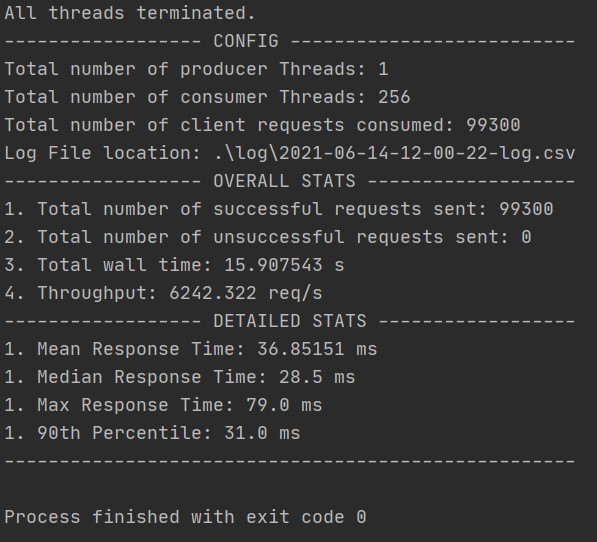 All threads terminated.
------------------ CONFIG --------------------------
Total number of producer Threads: 1
Total number of consumer Threads: 256
Total number of client requests consumed: 99300
Log File location: .\log\2021-06-14-12-00-22-log.csv
------------------ OVERALL STATS -------------------
1. Total number of successful requests sent: 99300
2. Total number of unsuccessful requests sent: 0
3. Total wall time: 15.907543 s
4. Throughput: 6242.322 req/s
------------------ DETAILED STATS ------------------
1. Mean Response Time: 36.85151 ms
1. Median Response Time: 28.5 ms
1. Max Response Time: 79.0 ms
1. 90th Percentile: 31.0 ms
----------------------------------------------------
Process finished with exit code 0